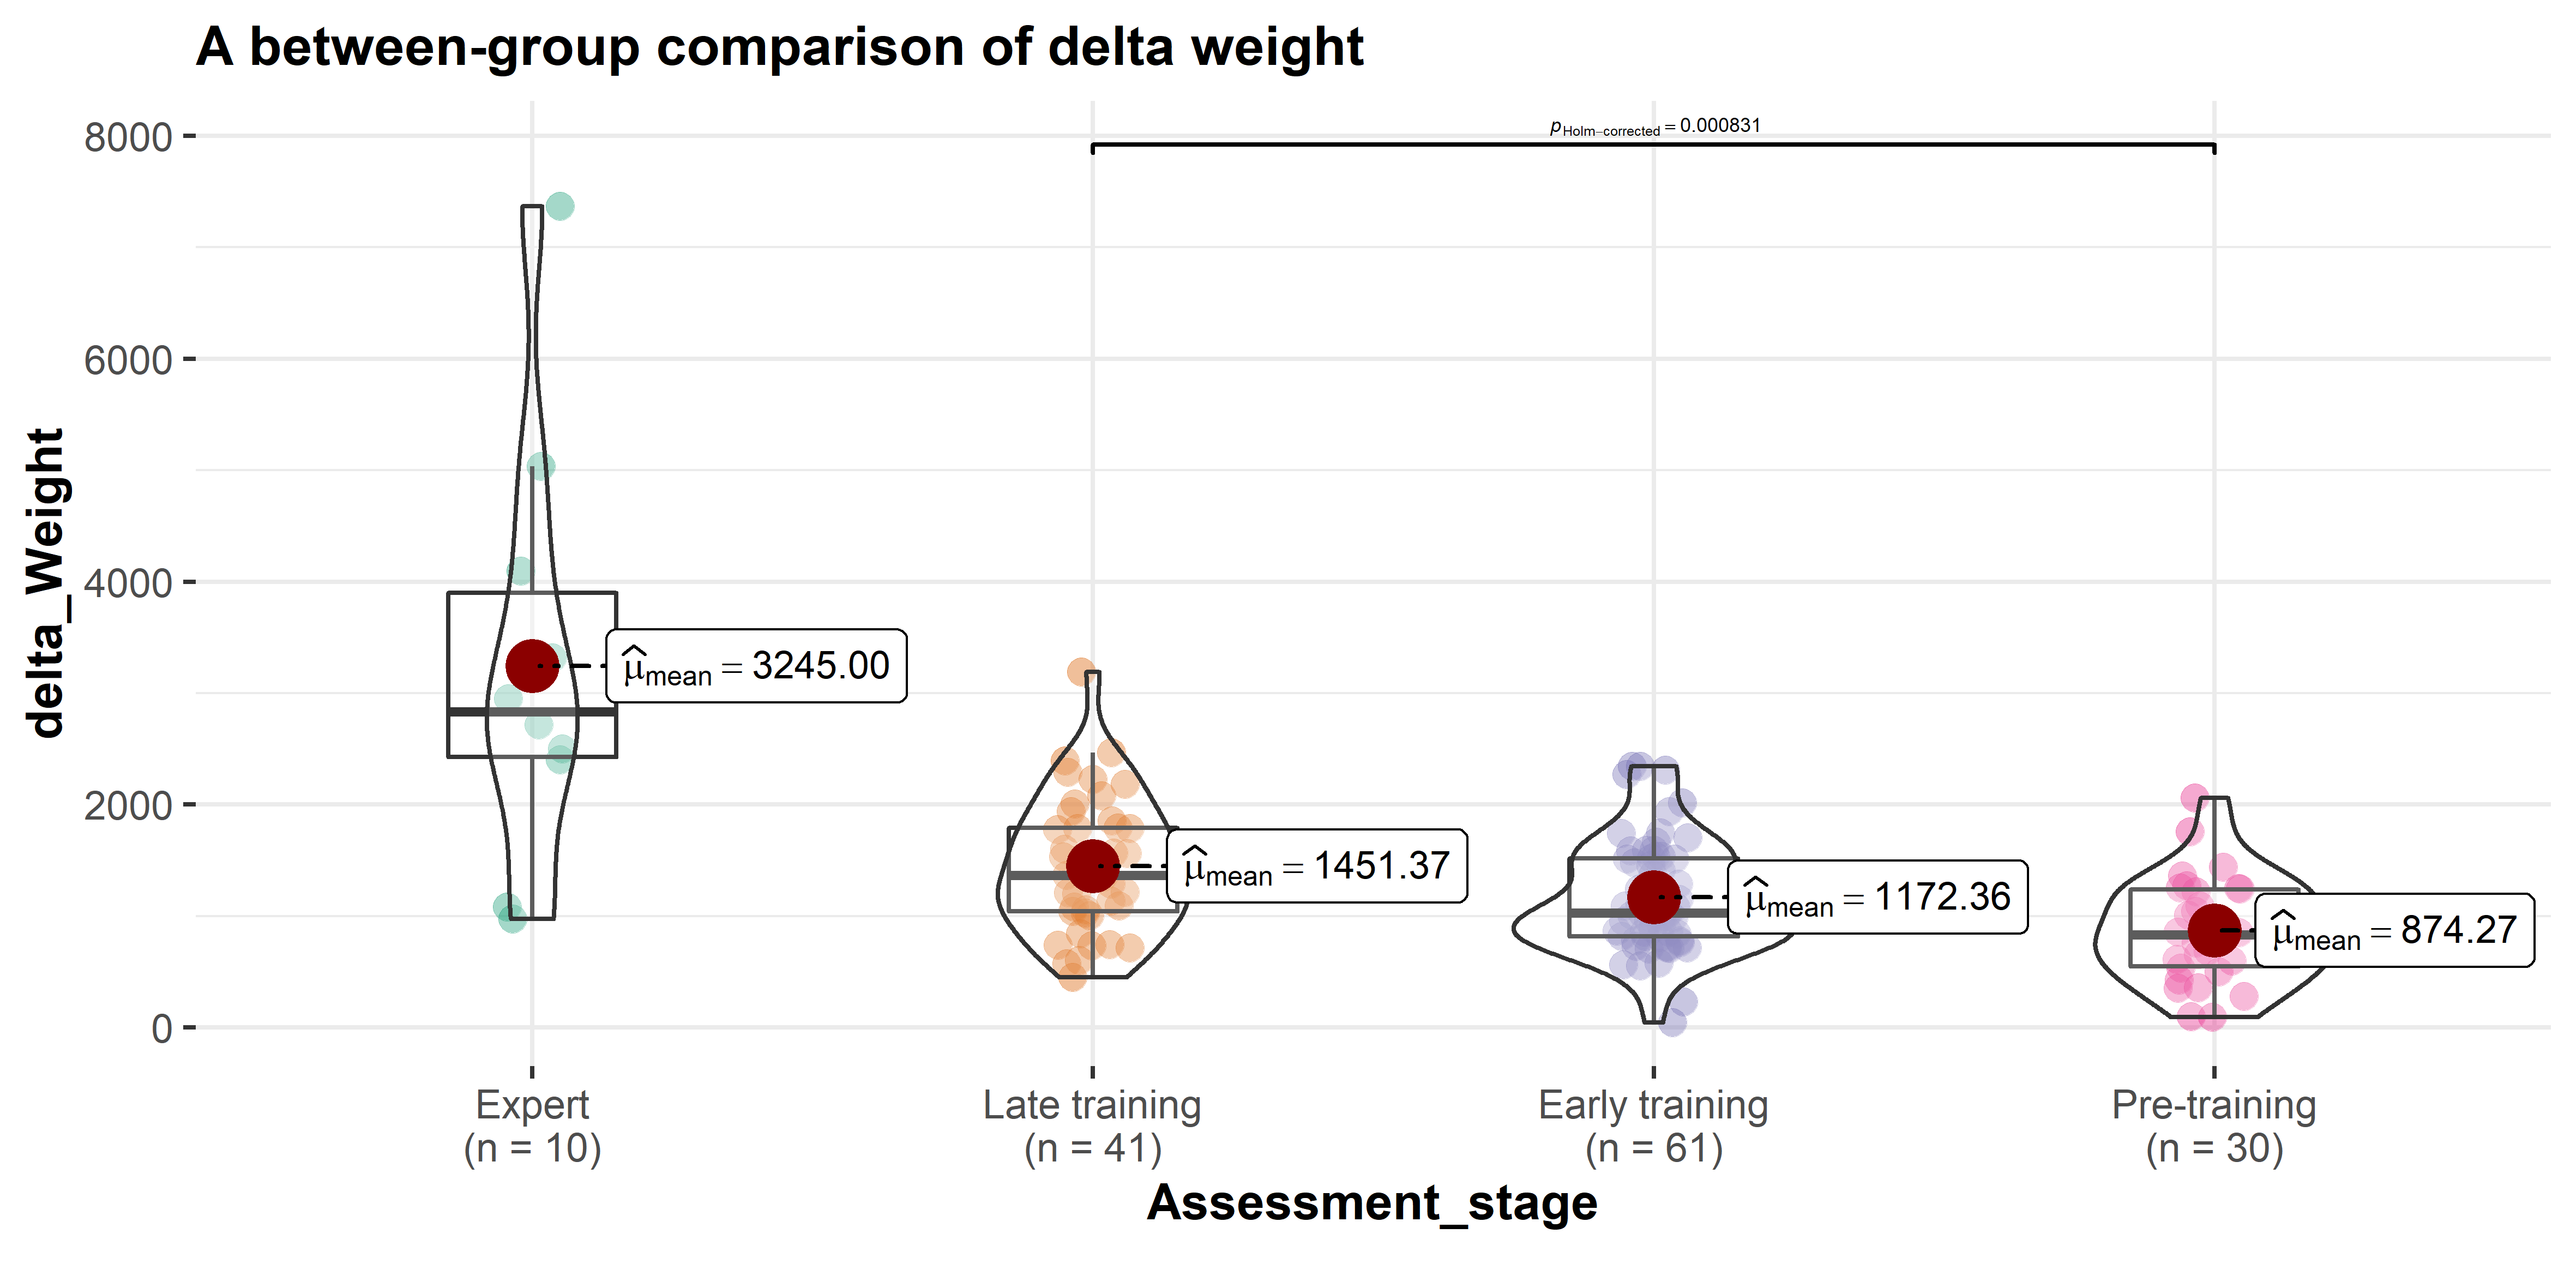 A between-group comparison of delta weight
8000
6000
4000
2000
0
delta_Weight
pHolm−corrected = 0.000831
μ̂mean = 3245.00
μ̂mean = 1451.37
μ̂mean = 1172.36
μ̂mean = 874.27
Expert
(n = 10)
Late training
(n = 41)
Early training
(n = 61)
Pre-training
(n = 30)
Assessment_stage